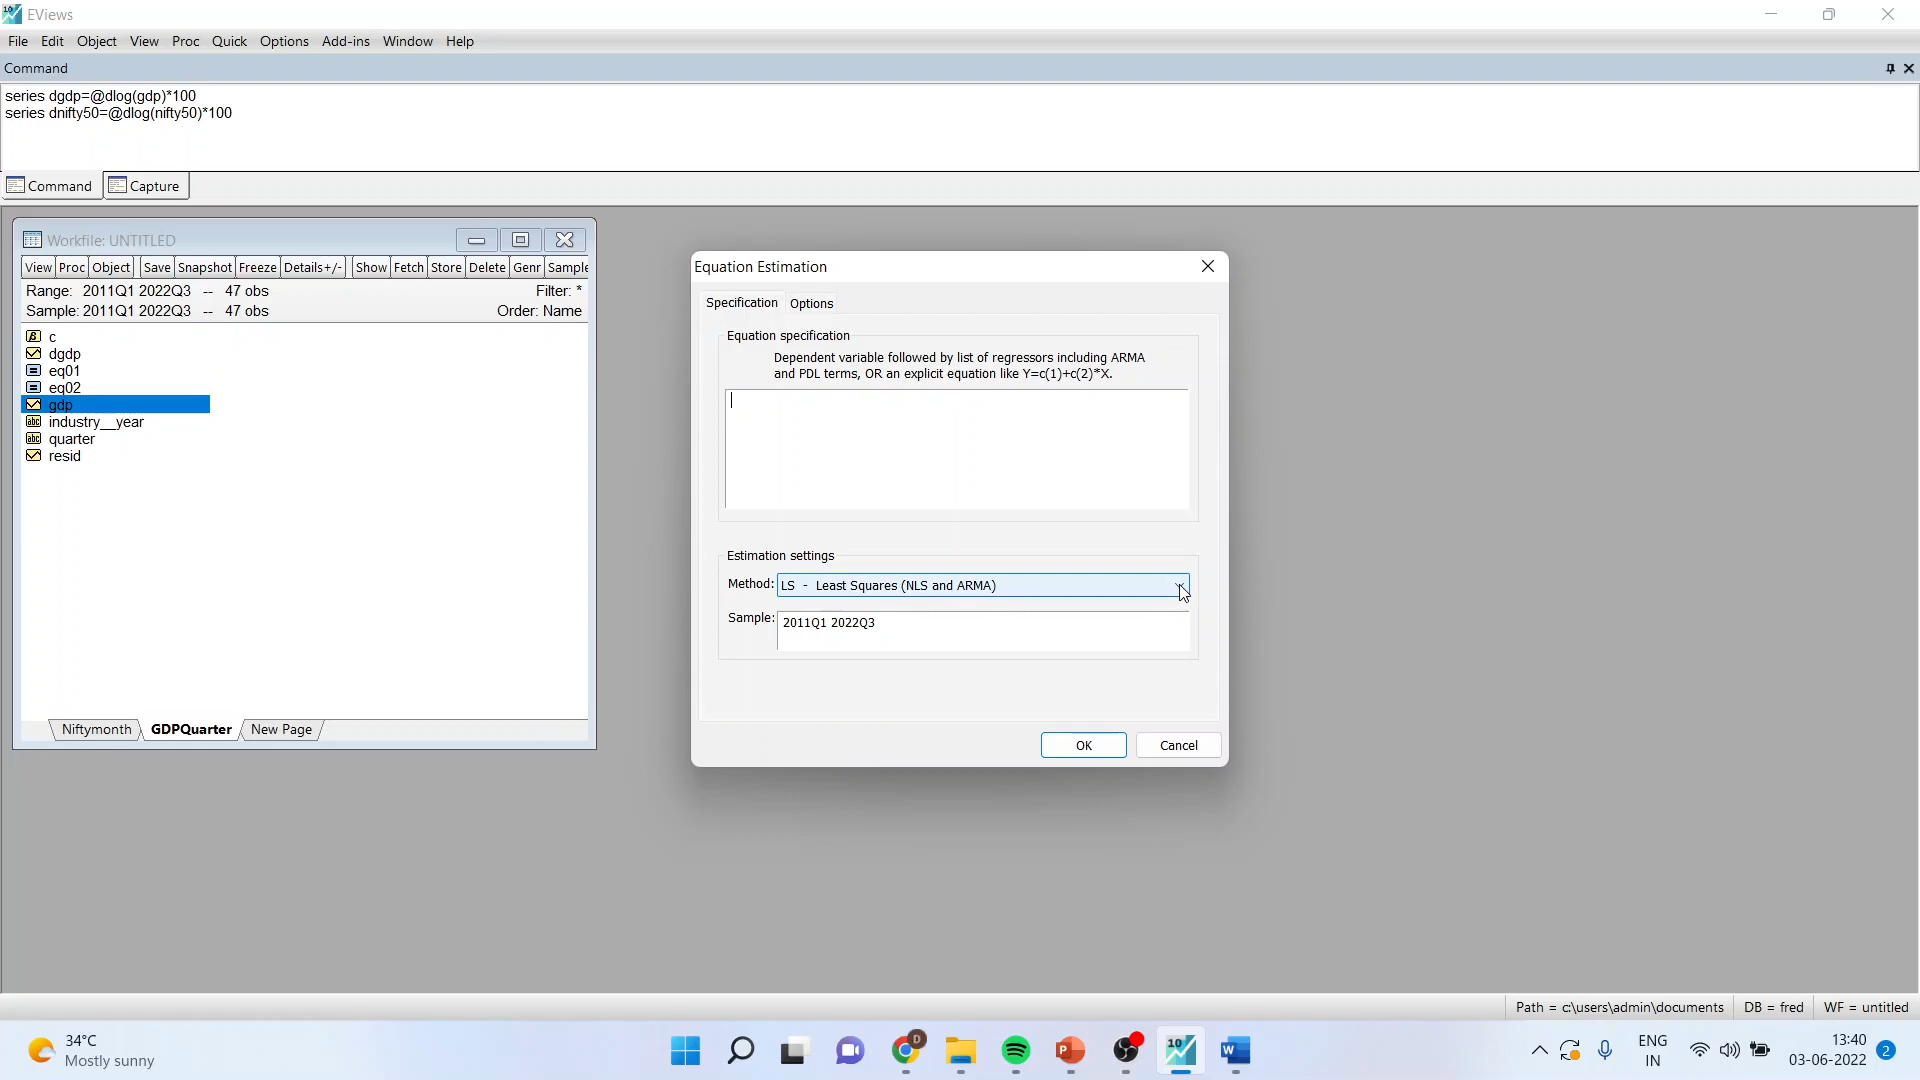 EViews
File Edit Object View Proc Quick Options Add-ins Window Help
Command
series dgdp=@dlog(gdp)*100
series dnifty50=@dlog(nifty50)*100
Command Capture
Workfile: UNTITLED
View Proc Object Save Snapshot Freeze Details+/- Show Fetch Store Delete Genr Sample
Range: 2011Q1 2022Q3 -- 47 obs Filter: *
Sample: 2011Q1 2022Q3 -- 47 obs Order: Name
β c
dgdp
eq01
eq02
gdp
abc industry__year
abc quarter
resid
Niftymonth GDPQuarter New Page
Equation Estimation
Specification Options
Equation specification
Dependent variable followed by list of regressors including ARMA
and PDL terms, OR an explicit equation like Y=c(1)+c(2)*X.
Estimation settings
Method: LS - Least Squares (NLS and ARMA)
Sample: 2011Q1 2022Q3
OK Cancel
Path = c:\users\admin\documents DB = fred WF = untitled
34°C
Mostly sunny
D
P
10
W
ENG
IN
13:40
03-06-2022
2